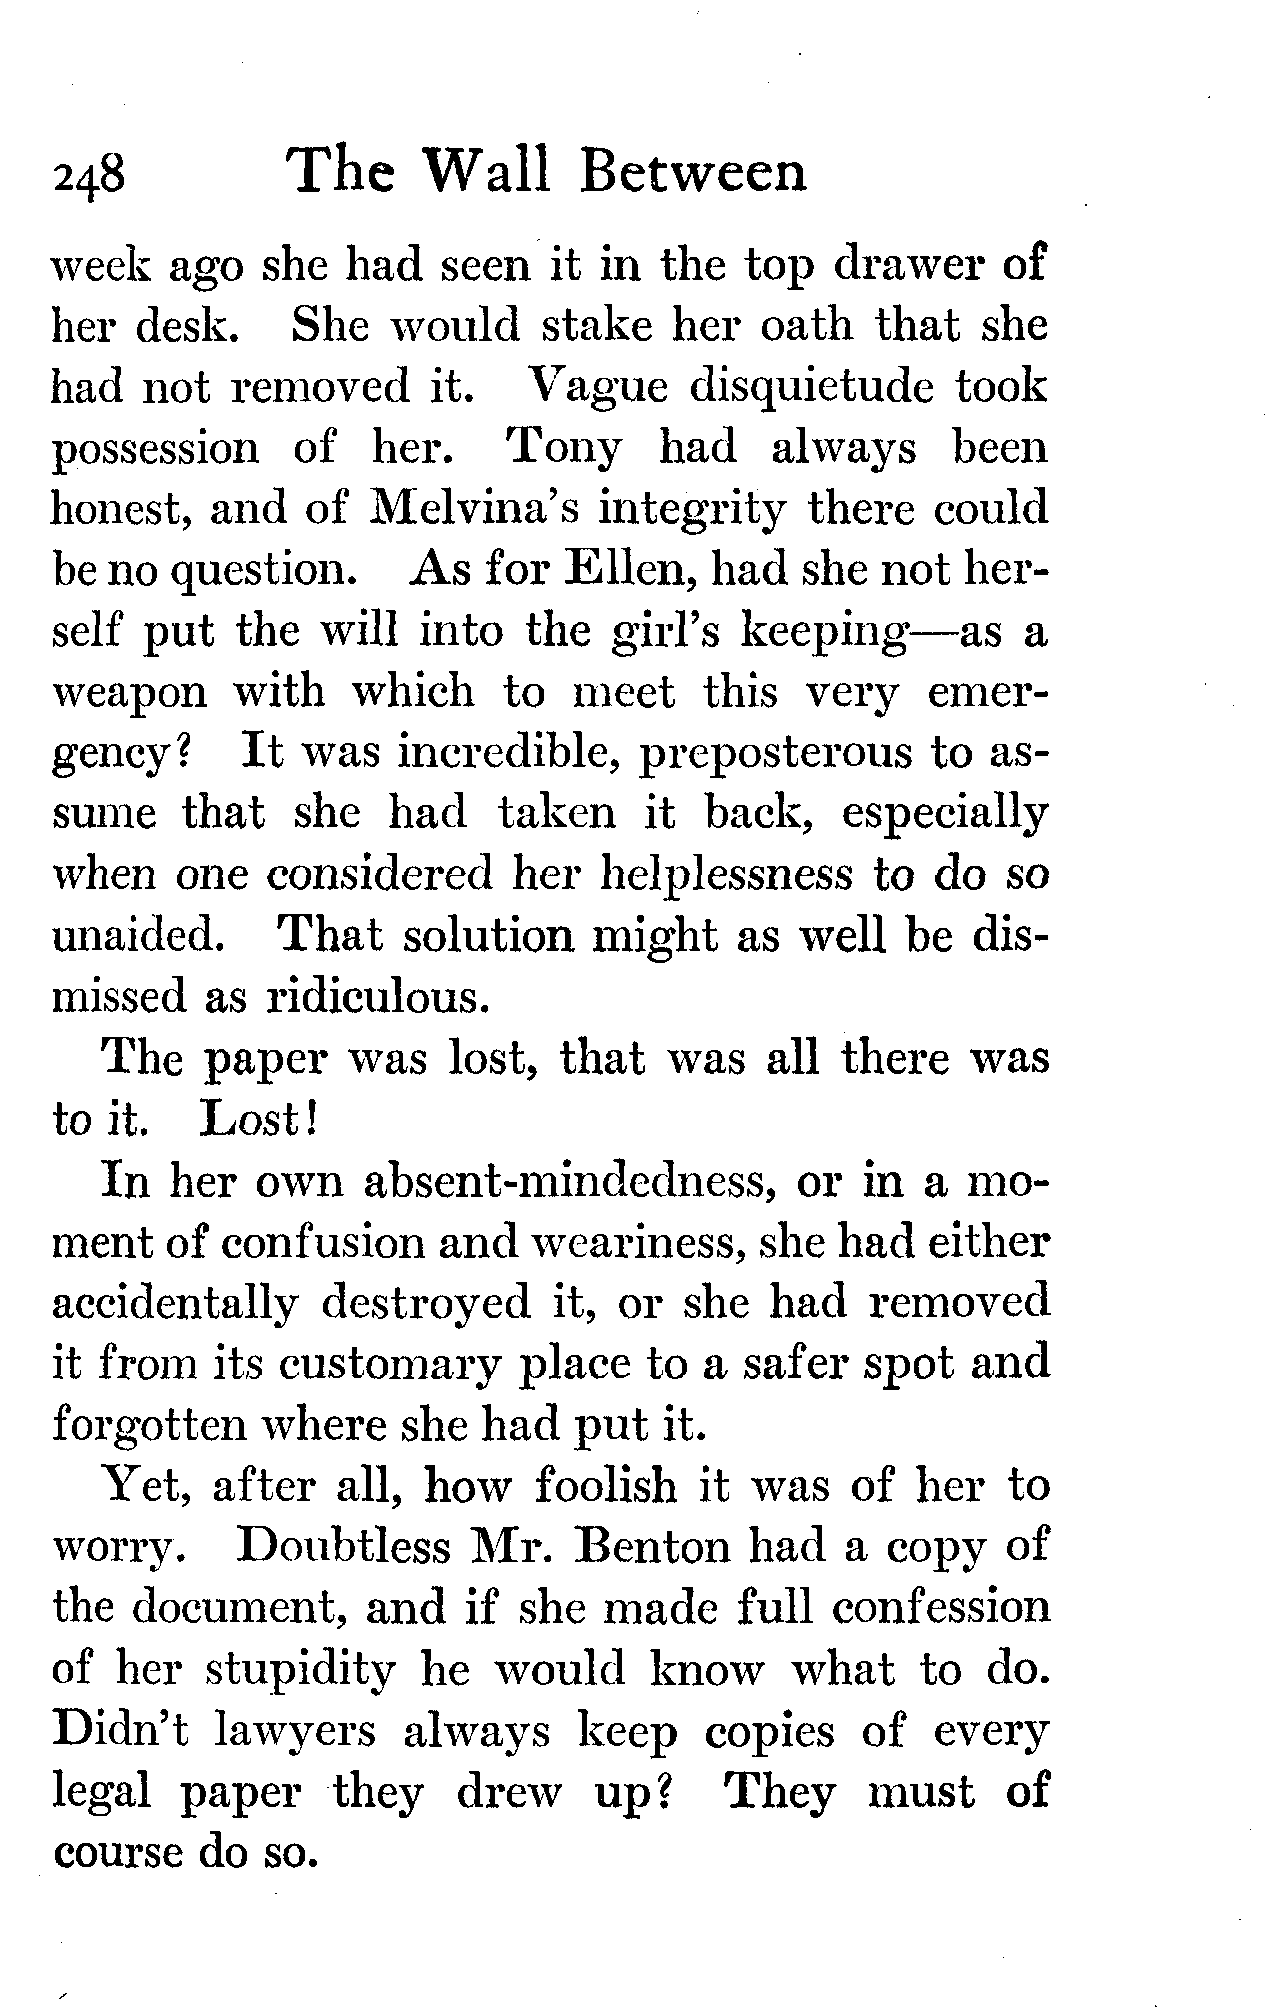 248 The Wall Between
week ago she had seen it in the top drawer of
her desk. She would stake her oath that she
had not removed it. Vague disquietude took
possession of her. Tony had always been
honest, and of Melvina's integrity there could
be no question. As for Ellen, had she not her-
self put the will into the girl's keeping—as a
weapon with which to meet this very emer-
gency? It was incredible, preposterous to as-
sume that she had taken it back, especially
when one considered her helplessness to do so
unaided. That solution might as well be dis-
missed as ridiculous.
The paper was lost, that was all there was
to it. Lost!
In her own absent-mindedness, or in a mo-
ment of confusion and weariness, she had either
accidentally destroyed it, or she had removed
it from its customary place to a safer spot and
forgotten where she had put it.
Yet, after all, how foolish it was of her to
worry. Doubtless Mr. Benton had a copy of
the document, and if she made full confession
of her stupidity he would know what to do.
Didn't lawyers always keep copies of every
legal paper they drew up? They must of
course do so.